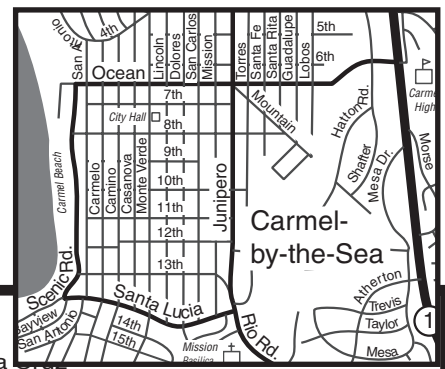 San Antonio
4th
Lincoln
Dolores
San Carlos
Mission
Torres
Santa Fe
Santa Rita
Guadalupe
Lobos
5th
6th
Ocean
7th
City Hall
8th
Mountain
Hatton Rd.
Carmel Beach
9th
10th
11th
12th
13th
Carmelo
Camino
Casanova
Monte Verde
Junipero
Shafter
Mesa Dr.
Morse
Carmel-
by-the-Sea
Scenic Rd.
Santa Lucia
Rio Rd.
Atherton
Trevis
Taylor
Mesa
1
Bayview
San Antonio
14th
15th
Mission
Basilica